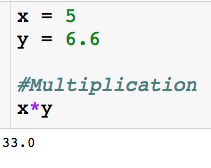 x = 5
y = 6.6
#Multiplication
x*y
33.0